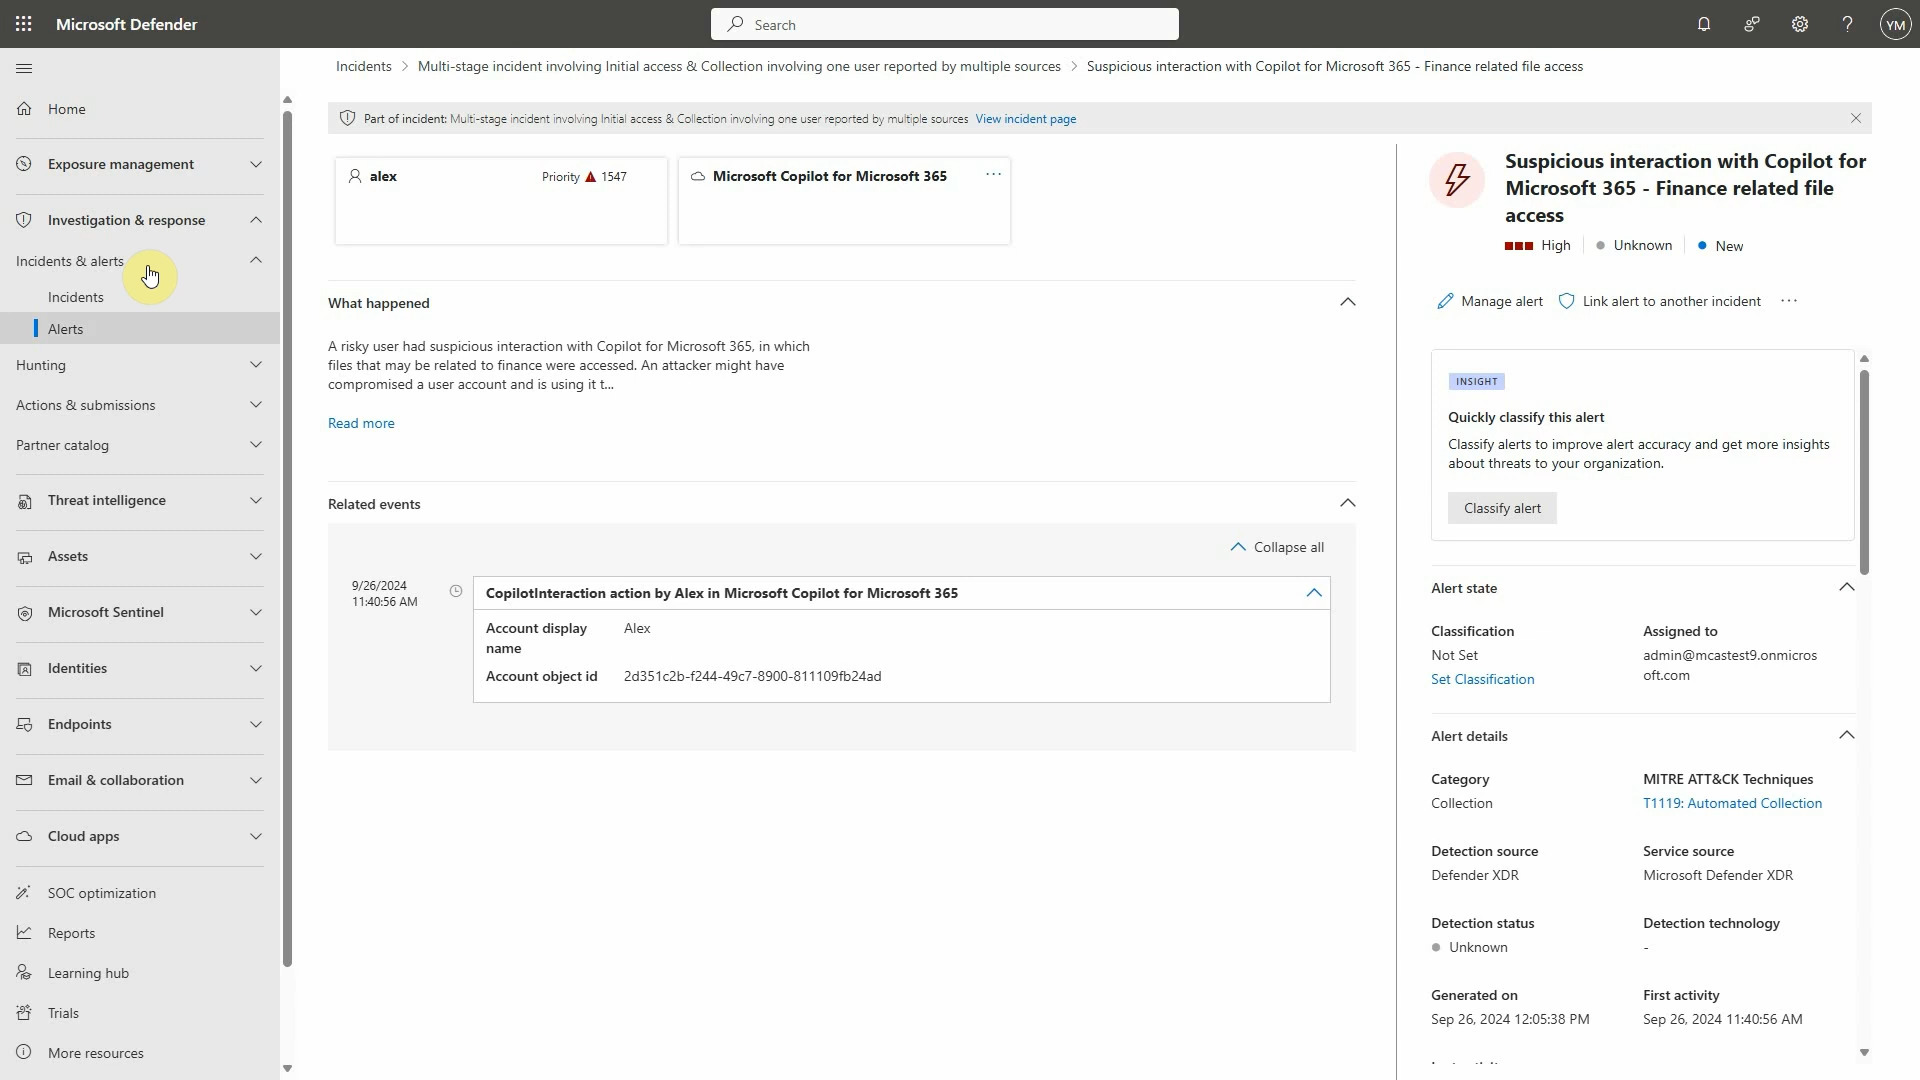 Microsoft Defender
Search
YM
Home
Exposure management
Investigation & response
Incidents & alerts
Incidents
Alerts
Hunting
Actions & submissions
Partner catalog
Threat intelligence
Assets
Microsoft Sentinel
Identities
Endpoints
Email & collaboration
Cloud apps
SOC optimization
Reports
Learning hub
Trials
More resources
Incidents > Multi-stage incident involving Initial access & Collection involving one user reported by multiple sources > Suspicious interaction with Copilot for Microsoft 365 - Finance related file access
Part of incident: Multi-stage incident involving Initial access & Collection involving one user reported by multiple sources View incident page
alex Priority 1547
Microsoft Copilot for Microsoft 365 ...
What happened
A risky user had suspicious interaction with Copilot for Microsoft 365, in which
files that may be related to finance were accessed. An attacker might have
compromised a user account and is using it t...
Read more
Related events
Collapse all
9/26/2024
11:40:56 AM
CopilotInteraction action by Alex in Microsoft Copilot for Microsoft 365
Account display
name
Alex
Account object id 2d351c2b-f244-49c7-8900-811109fb24ad
Suspicious interaction with Copilot for
Microsoft 365 - Finance related file
access
High Unknown New
Manage alert Link alert to another incident ...
INSIGHT
Quickly classify this alert
Classify alerts to improve alert accuracy and get more insights
about threats to your organization.
Classify alert
Alert state
Classification
Not Set
Set Classification
Assigned to
admin@mcastest9.onmicros
oft.com
Alert details
Category
Collection
MITRE ATT&CK Techniques
T1119: Automated Collection
Detection source
Defender XDR
Service source
Microsoft Defender XDR
Detection status
Unknown
Detection technology
-
Generated on
Sep 26, 2024 12:05:38 PM
First activity
Sep 26, 2024 11:40:56 AM